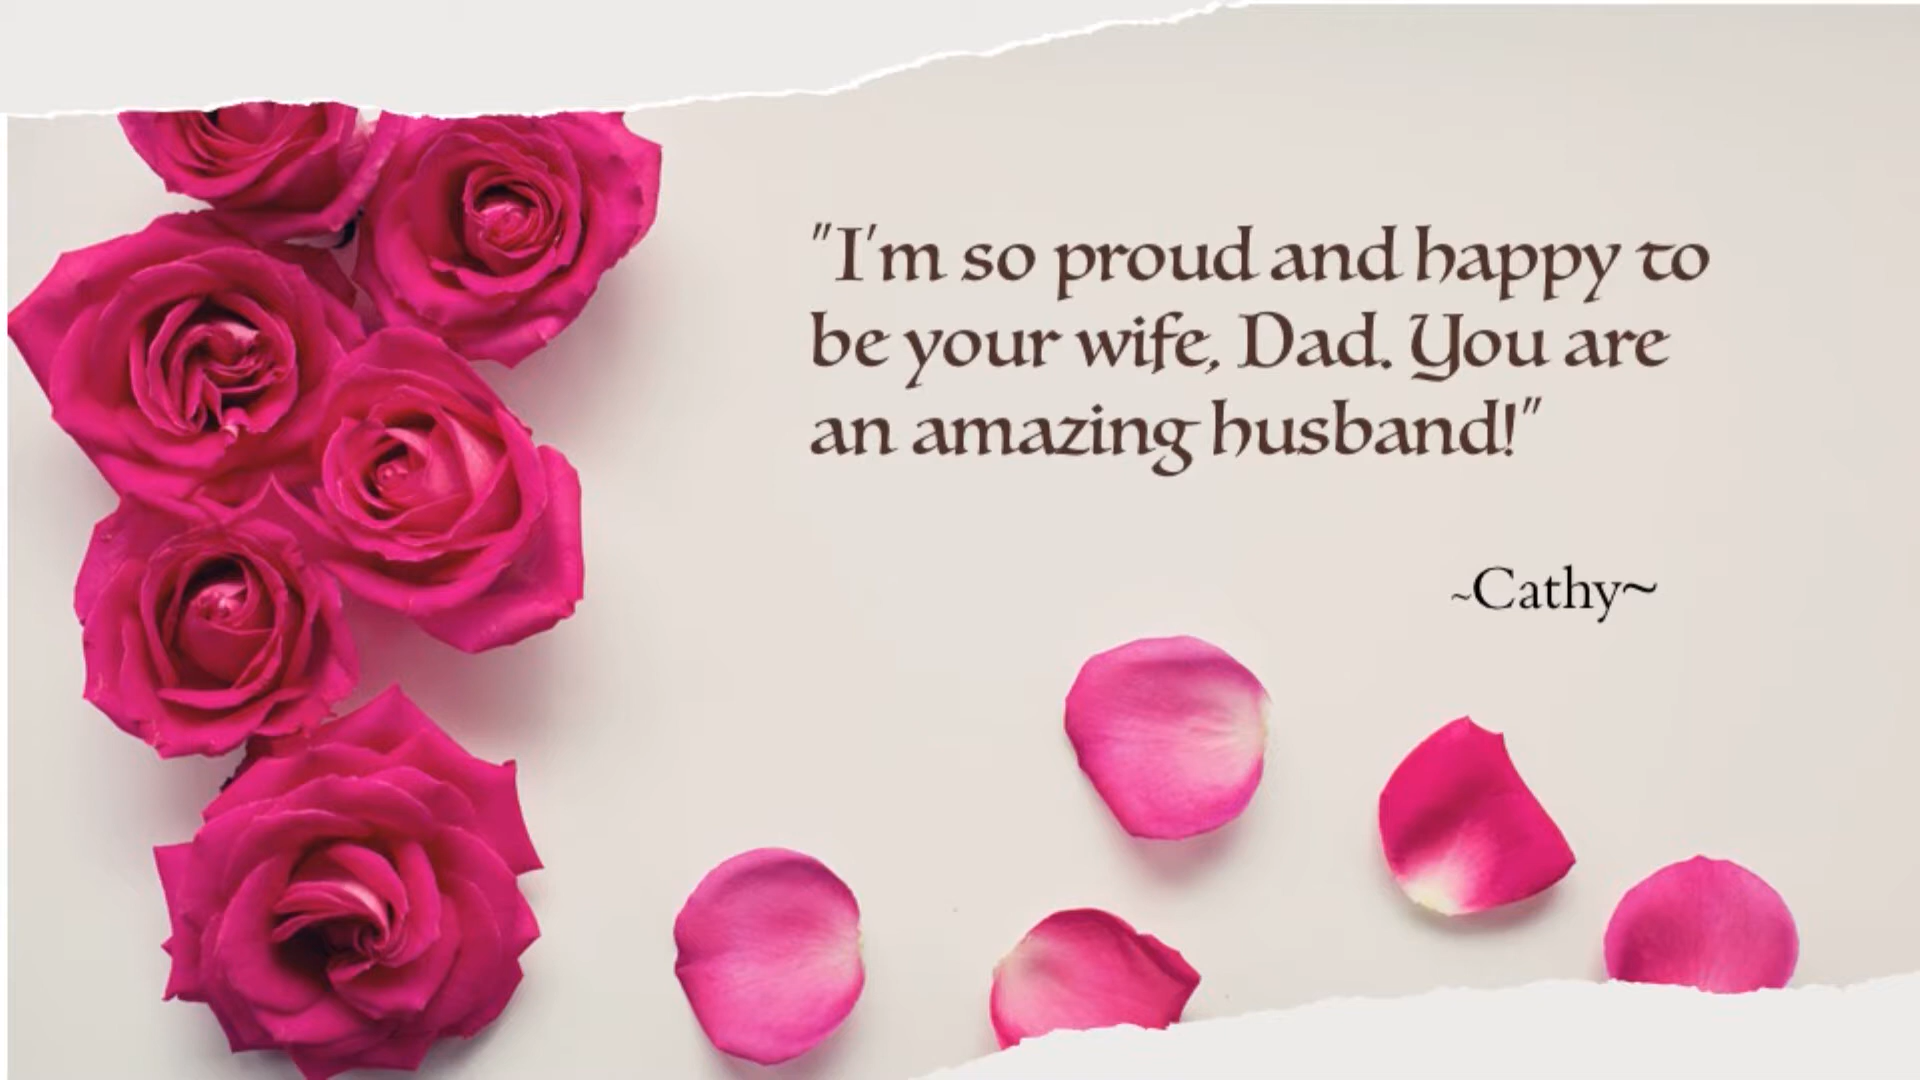 "I'm so proud and happy to
be your wife, Dad. You are
an amazing husband!"
~Cathy~